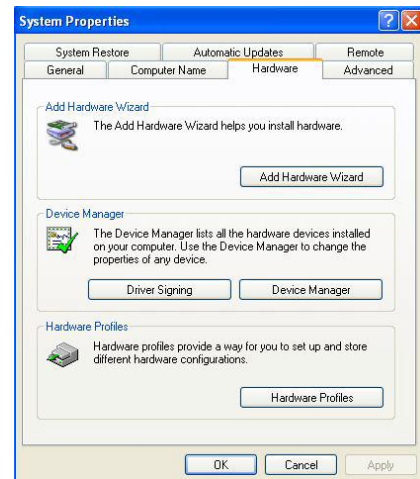 System Properties
System Restore Automatic Updates Remote
General Computer Name Hardware Advanced
Add Hardware Wizard
The Add Hardware Wizard helps you install hardware.
Add Hardware Wizard
Device Manager
The Device Manager lists all the hardware devices installed
on your computer. Use the Device Manager to change the
properties of any device.
Driver Signing Device Manager
Hardware Profiles
Hardware profiles provide a way for you to set up and store
different hardware configurations.
Hardware Profiles
OK Cancel Apply